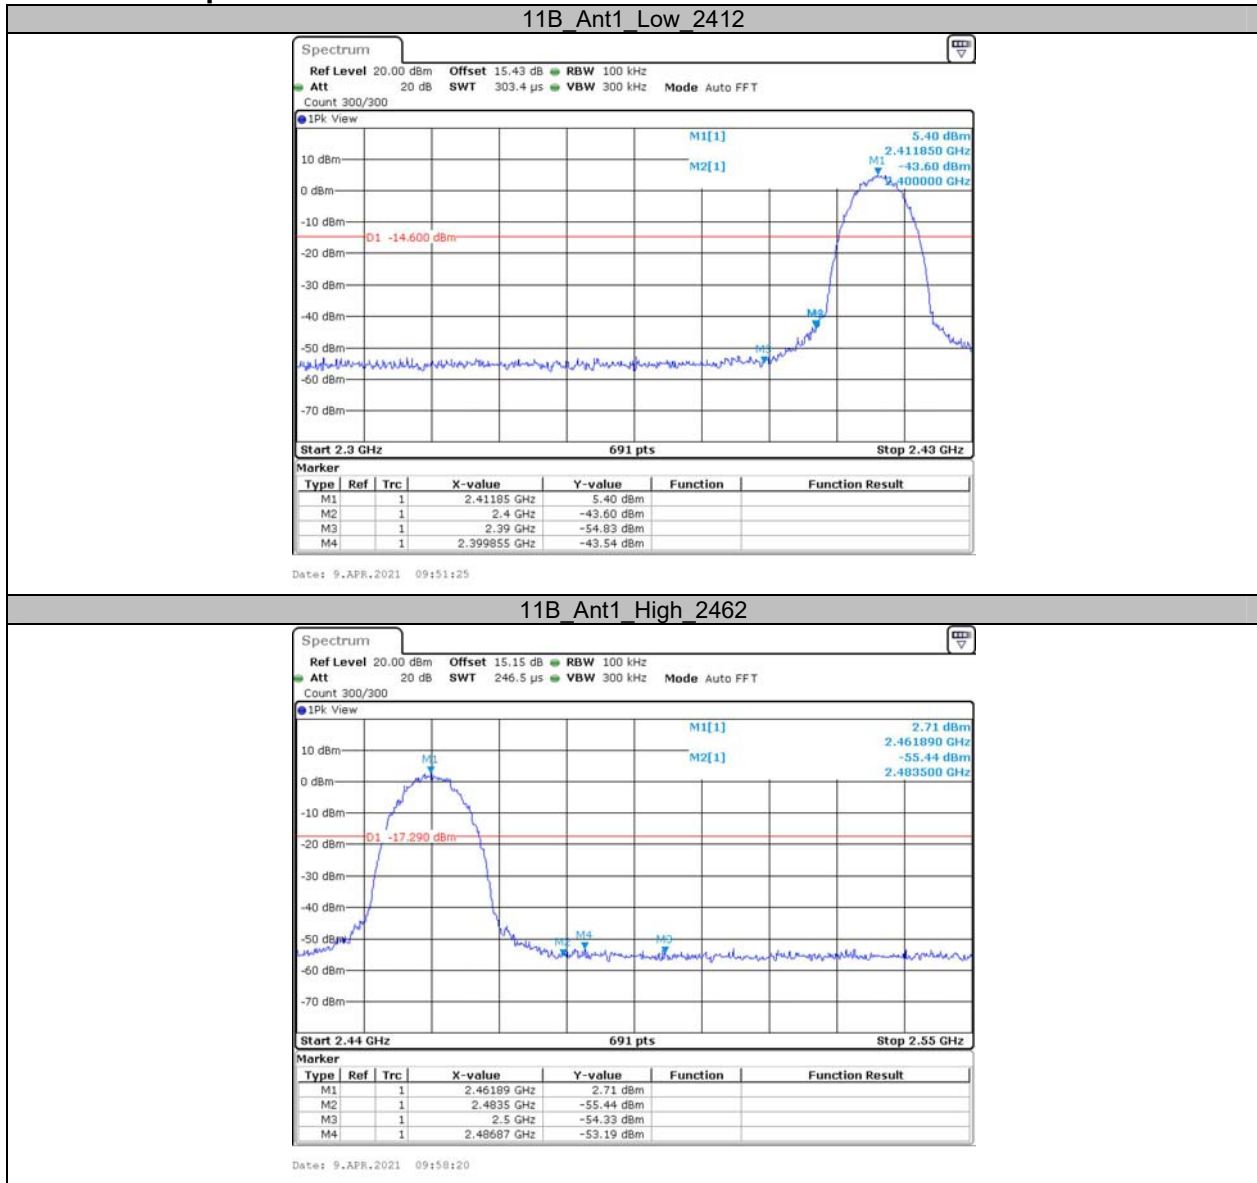 11B_Ant1_Low_2412
Spectrum
Ref Level 20.00 dBm Offset 15.43 dB RBW 100 kHz
Att 20 dB SWT 303.4 µs VBW 300 kHz Mode Auto FFT
Count 300/300
1Pk View
M1[1] 5.40 dBm
2.411850 GHz
M2[1] -43.60 dBm
2.400000 GHz
M1
10 dBm
0 dBm
-10 dBm
D1 -14.600 dBm
-20 dBm
-30 dBm
-40 dBm
-50 dBm
M3
-60 dBm
-70 dBm
Start 2.3 GHz 691 pts Stop 2.43 GHz
Marker
Type Ref Trc X-value Y-value Function Function Result
M1 1 2.41185 GHz 5.40 dBm
M2 1 2.4 GHz -43.60 dBm
M3 1 2.39 GHz -54.83 dBm
M4 1 2.399855 GHz -43.54 dBm
Date: 9.APR.2021 09:51:25
11B_Ant1_High_2462
Spectrum
Ref Level 20.00 dBm Offset 15.15 dB RBW 100 kHz
Att 20 dB SWT 246.5 µs VBW 300 kHz Mode Auto FFT
Count 300/300
1Pk View
M1[1] 2.71 dBm
2.461890 GHz
M2[1] -55.44 dBm
2.483500 GHz
10 dBm
M1
0 dBm
-10 dBm
D1 -17.290 dBm
-20 dBm
-30 dBm
-40 dBm
-50 dBm
M2 M4 M3
-60 dBm
-70 dBm
Start 2.44 GHz 691 pts Stop 2.55 GHz
Marker
Type Ref Trc X-value Y-value Function Function Result
M1 1 2.46189 GHz 2.71 dBm
M2 1 2.4835 GHz -55.44 dBm
M3 1 2.5 GHz -54.33 dBm
M4 1 2.48687 GHz -53.19 dBm
Date: 9.APR.2021 09:58:20